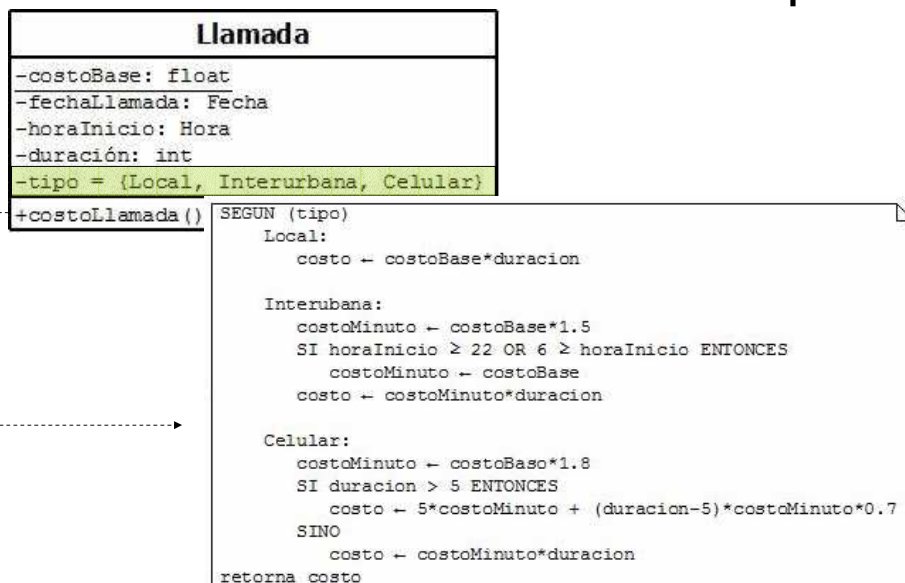 Llamada
-costoBase: float
-fechaLlamada: Fecha
-horaInicio: Hora
-duración: int
-tipo = {Local, Interurbana, Celular}
+costoLlamada()
SEGUN (tipo)
Local:
costo ← costoBase*duracion
Interubana:
costoMinuto ← costoBase*1.5
SI horaInicio ≥ 22 OR 6 ≥ horaInicio ENTONCES
costoMinuto ← costoBase
costo ← costoMinuto*duracion
Celular:
costoMinuto ← costoBaso*1.8
SI duracion > 5 ENTONCES
costo ← 5*costoMinuto + (duracion-5)*costoMinuto*0.7
SINO
costo ← costoMinuto*duracion
retorna costo